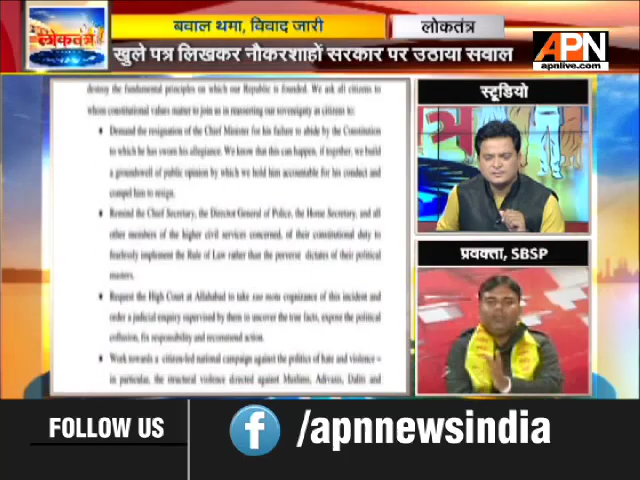 लोकतंत्र
बवाल थमा, विवाद जारी
लोकतंत्र
खुले पत्र लिखकर नौकरशाहों सरकार पर उठाया सवाल
APN
apnlive.com
destroy the fundamental principles on which our Republic is founded. We ask all citizens to
whom constitutional values matter to join us in reasserting our sovereignty as citizens to:
• Demand the resignation of the Chief Minister for his failure to abide by the Constitution
to which he has sworn his allegiance. We know that this can happen, if together, we build
a groundswell of public opinion by which we hold him accountable for his conduct and
compel him to resign.
• Remind the Chief Secretary, the Director General of Police, the Home Secretary, and all
other members of the higher civil services concerned, of their constitutional duty to
fearlessly implement the Rule of Law rather than the perverse dictates of their political
masters.
• Request the High Court at Allahabad to take suo motu cognizance of this incident and
order a judicial enquiry supervised by them to uncover the true facts, expose the political
collusion, fix responsibility and recommend action.
• Work towards a citizen-led national campaign against the politics of hate and violence –
in particular, the structural violence directed against Muslims, Adivasis, Dalits and
स्टूडियो
प्रवक्ता, SBSP
FOLLOW US
f
/apnnewsindia